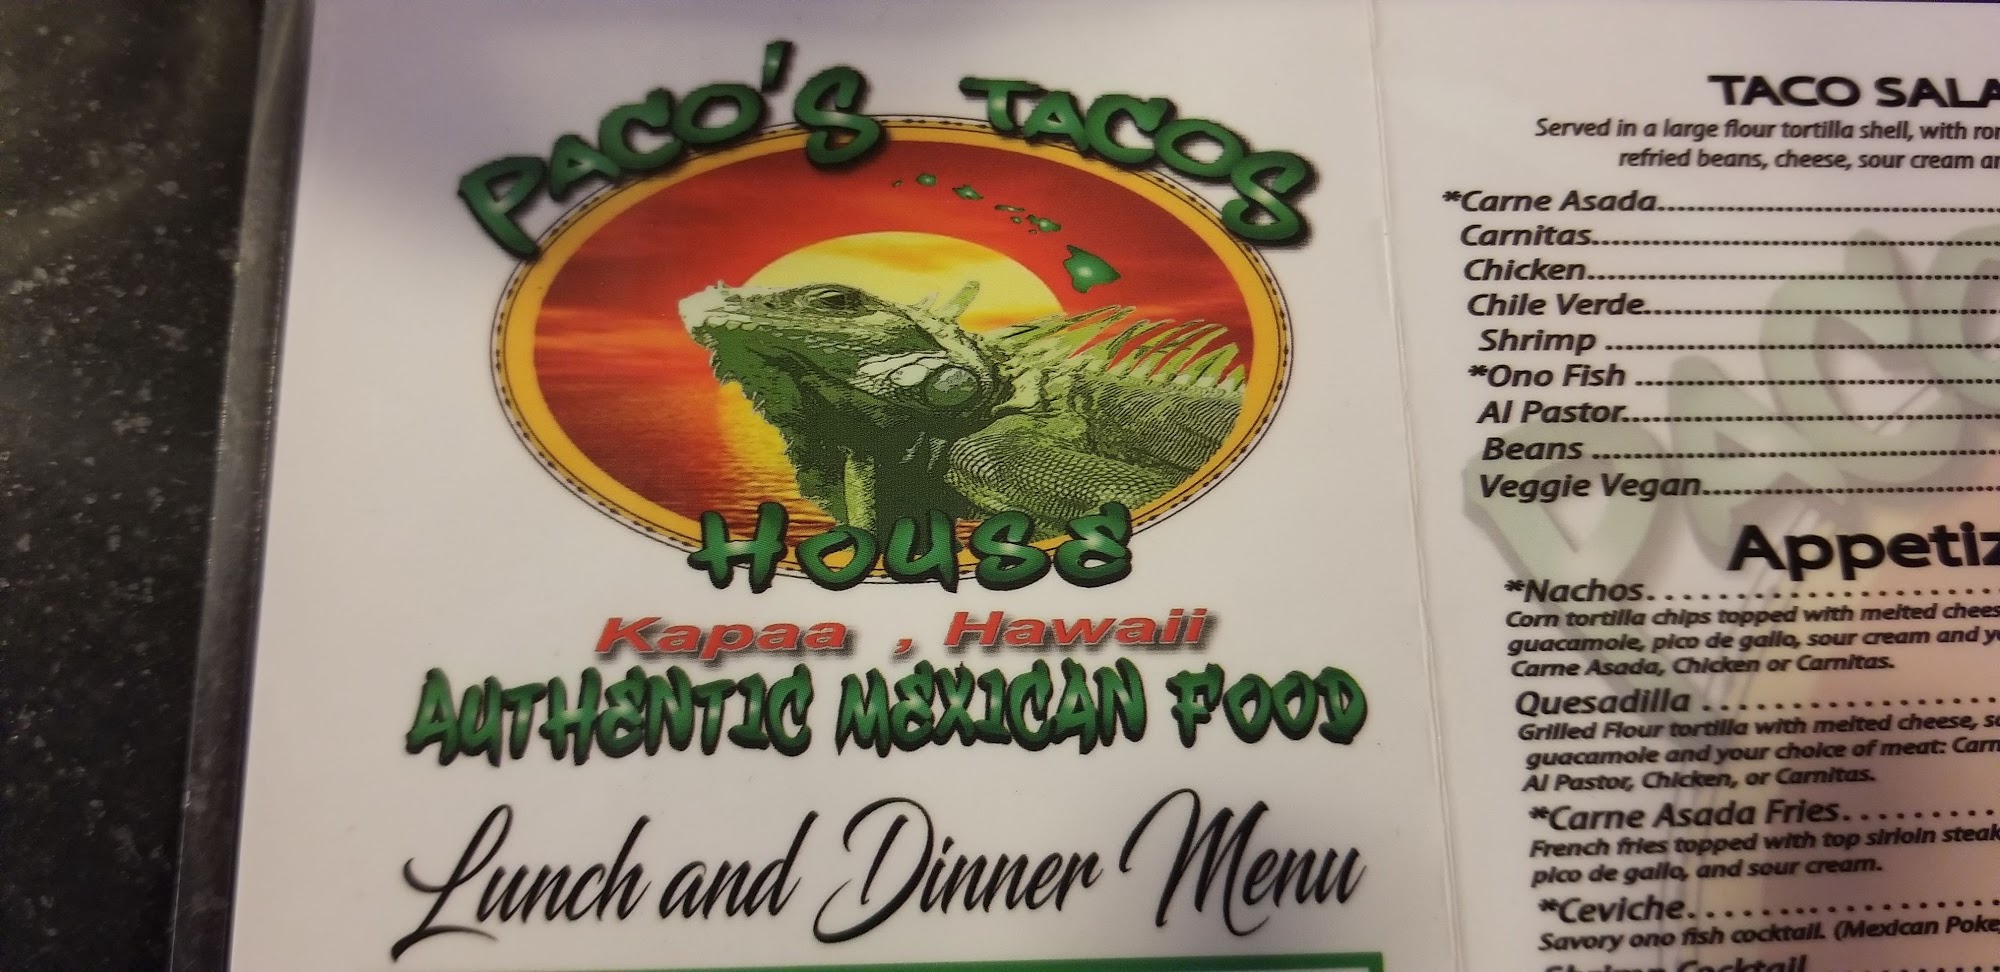 PACO'S TACOS
HOUSE
Kapaa , Hawaii
AUTHENTIC MEXICAN FOOD
Lunch and Dinner Menu
TACO SALA
Served in a large flour tortilla shell, with
refried beans, cheese, sour cream
*Carne Asada
Carnitas
Chicken
Chile Verde
Shrimp
*Ono Fish
Al Pastor
Beans
Veggie Vegan
Appetiz
*Nachos
Corn tortilla chips topped with melted chees
guacamole, pico de gallo, sour cream and
Carne Asada, Chicken or Carnitas.
Quesadilla
Grilled Flour tortilla with melted cheese,
guacamole and your choice of meat: Carn
Al Pastor, Chicken, or Carnitas.
*Carne Asada Fries
French fries topped with top sirloin steak
pico de gallo, and sour cream.
*Ceviche
Savory ono fish cocktail. (Mexican Poke
Shrimp Cocktail